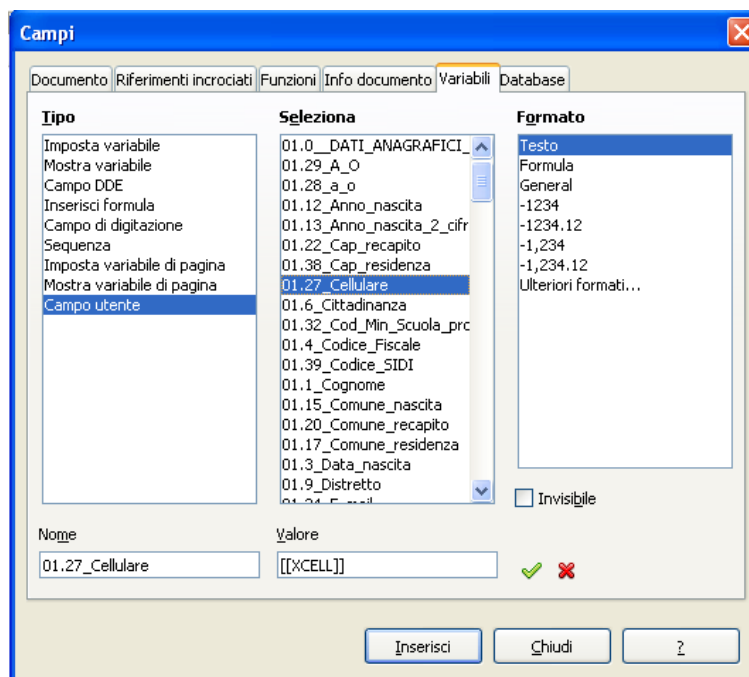 Campi
Documento Riferimenti incrociati Funzioni Info documento Variabili Database
Tipo
Imposta variabile
Mostra variabile
Campo DDE
Inserisci formula
Campo di digitazione
Sequenza
Imposta variabile di pagina
Mostra variabile di pagina
Campo utente
Seleziona
01.0__DATI_ANAGRAFICI_
01.29_A_O
01.28_a_o
01.12_Anno_nascita
01.13_Anno_nascita_2_cifr
01.22_Cap_recapito
01.38_Cap_residenza
01.27_Cellulare
01.6_Cittadinanza
01.32_Cod_Min_Scuola_pro
01.4_Codice_Fiscale
01.39_Codice_SIDI
01.1_Cognome
01.15_Comune_nascita
01.20_Comune_recapito
01.17_Comune_residenza
01.3_Data_nascita
01.9_Distretto
Formato
Testo
Formula
General
-1234
-1234.12
-1,234
-1,234.12
Ulteriori formati...
Invisibile
Nome
01.27_Cellulare
Valore
[[XCELL]]
Inserisci Chiudi ?